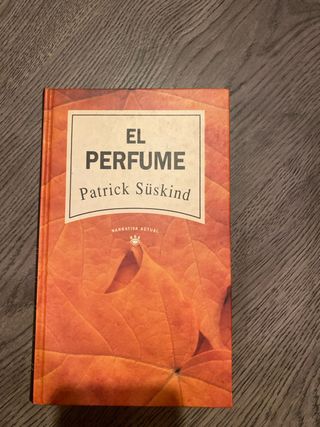 EL
PERFUME
Patrick Süskind
NARRATIVA ACTUAL